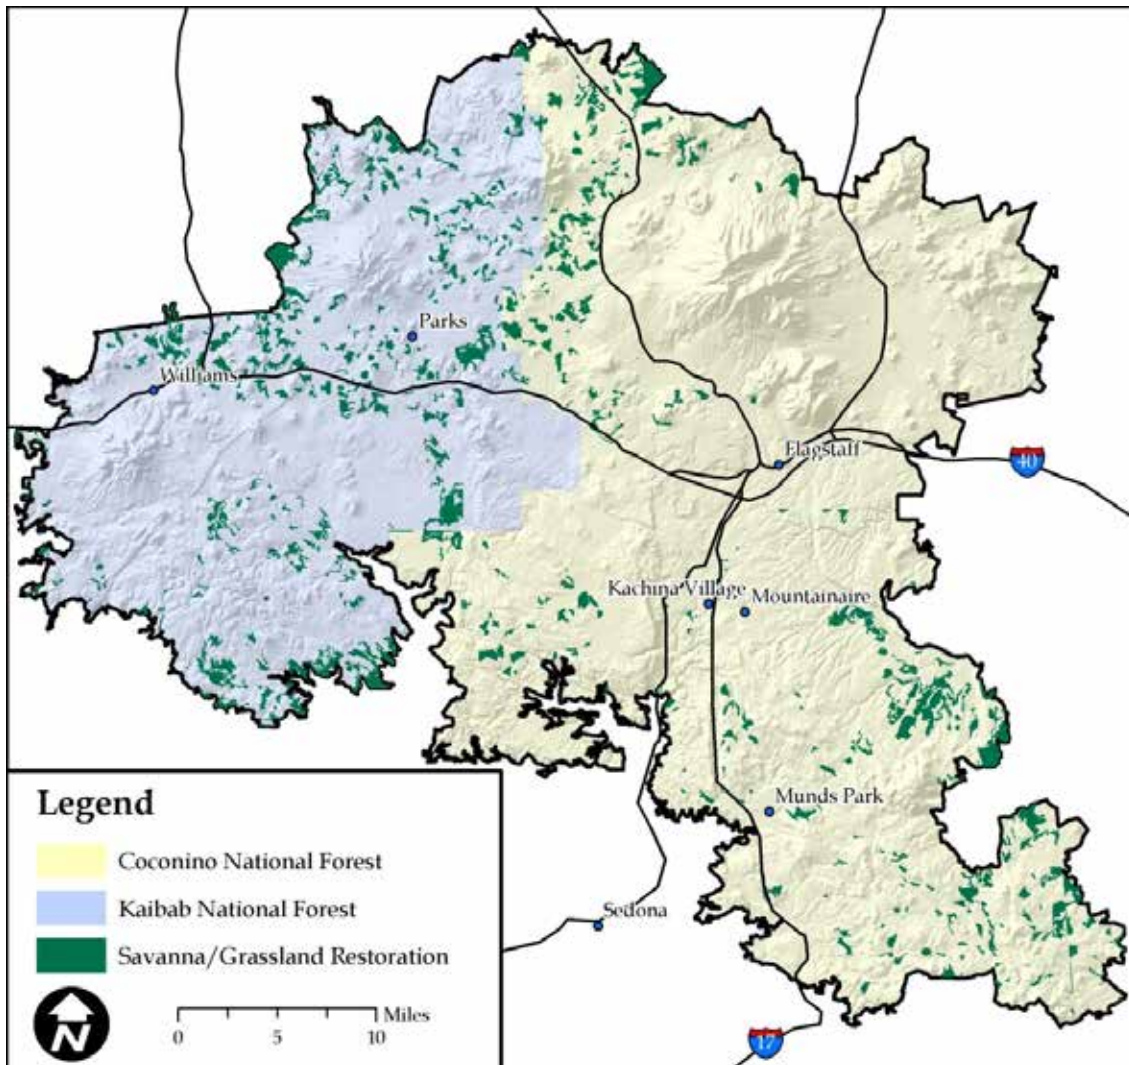 Parks
Williams
Flagstaff
40
Kachina Village
Mountainaire
Munds Park
Sedona
17
Legend
Coconino National Forest
Kaibab National Forest
Savanna/Grassland Restoration
N
Miles
0 5 10